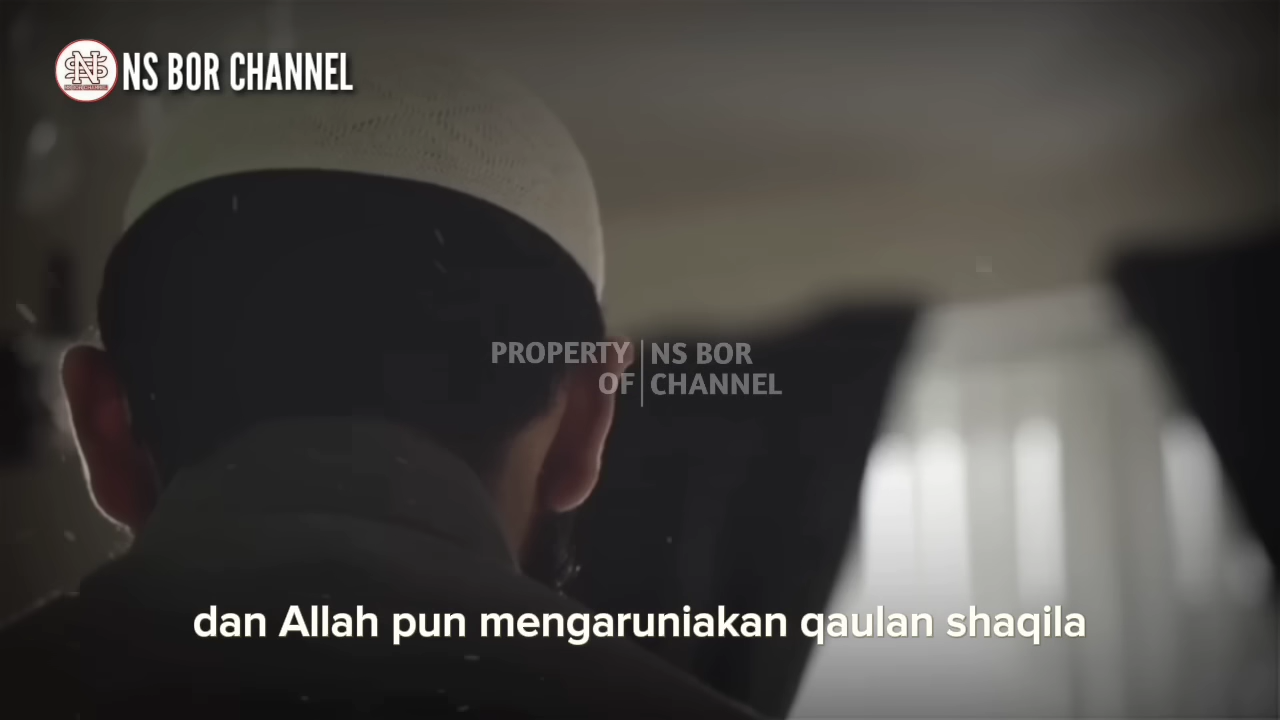 NS BOR CHANNEL
PROPERTY OF
NS BOR CHANNEL
dan Allah pun mengaruniakan qaulan shaqila